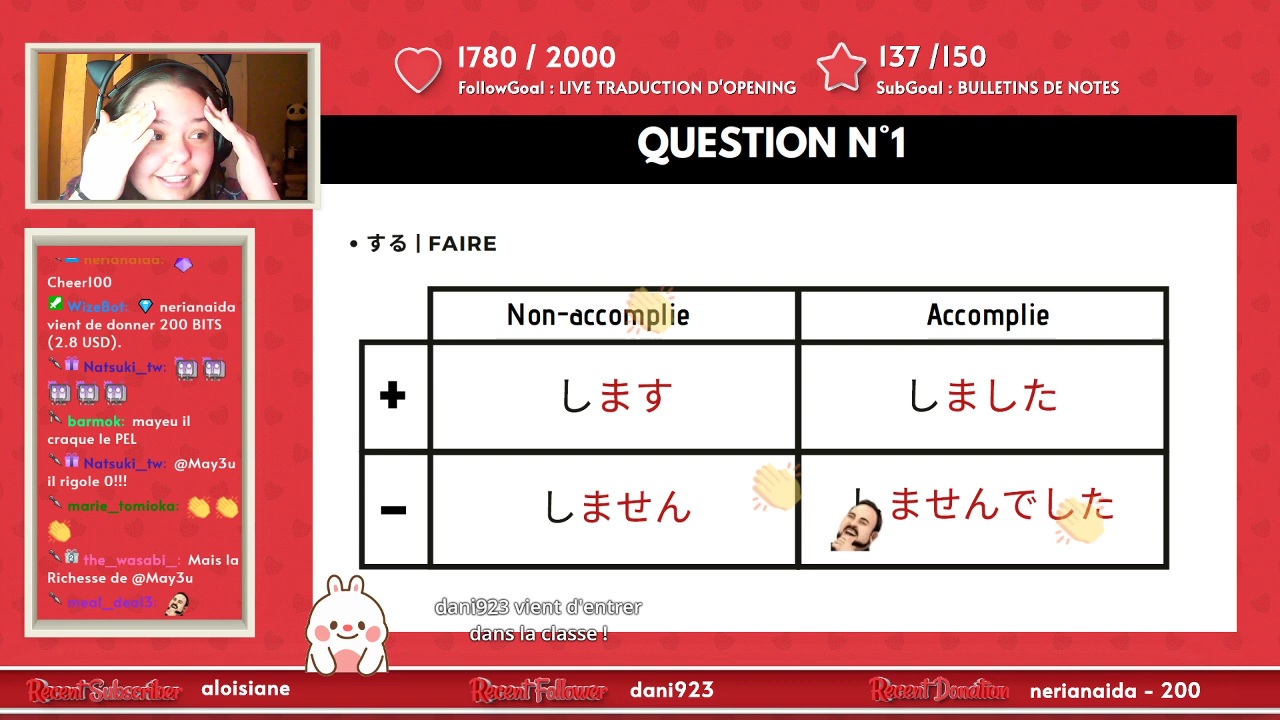 1780 / 2000
FollowGoal : LIVE TRADUCTION D'OPENING
137 /150
SubGoal : BULLETINS DE NOTES
QUESTION N°1
• する | FAIRE
Non-accomplie
Accomplie
+
します
しました
-
しません
しませんでした
nerianaida:
Cheer100
WizeBot: nerianaida
vient de donner 200 BITS
(2.8 USD).
Natsuki_tw:
barmok: mayeu il
craque le PEL
Natsuki_tw: @May3u
il rigole 0!!!
marie_tomioka:
the_wasabi_: Mais la
Richesse de @May3u
meal_deal3:
dani923 vient d'entrer
dans la classe !
Recent Subscriber
aloisiane
Recent Follower
dani923
Recent Donation
nerianaida - 200